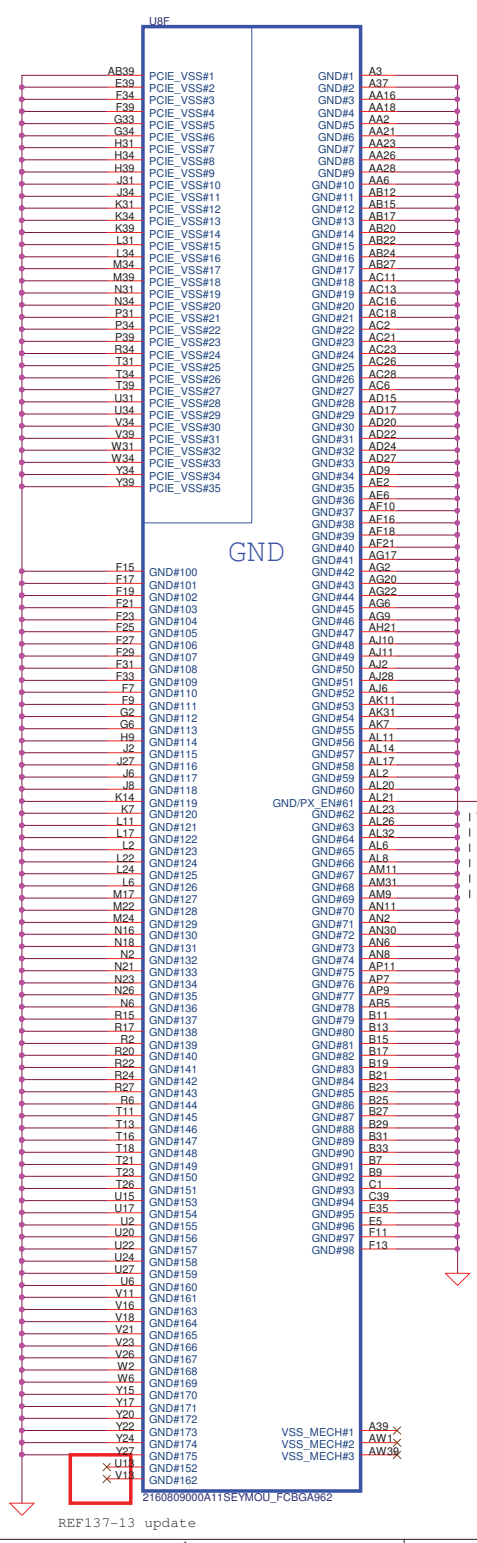 U8F
AB39 PCIE_VSS#1
E39 PCIE_VSS#2
F34 PCIE_VSS#3
F39 PCIE_VSS#4
G33 PCIE_VSS#5
G34 PCIE_VSS#6
H31 PCIE_VSS#7
H34 PCIE_VSS#8
H39 PCIE_VSS#9
J31 PCIE_VSS#10
J34 PCIE_VSS#11
K31 PCIE_VSS#12
K34 PCIE_VSS#13
K39 PCIE_VSS#14
L31 PCIE_VSS#15
L34 PCIE_VSS#16
M34 PCIE_VSS#17
M39 PCIE_VSS#18
N31 PCIE_VSS#19
N34 PCIE_VSS#20
P31 PCIE_VSS#21
P34 PCIE_VSS#22
P39 PCIE_VSS#23
R34 PCIE_VSS#24
T31 PCIE_VSS#25
T34 PCIE_VSS#26
T39 PCIE_VSS#27
U31 PCIE_VSS#28
U34 PCIE_VSS#29
V34 PCIE_VSS#30
V39 PCIE_VSS#31
W31 PCIE_VSS#32
W34 PCIE_VSS#33
Y34 PCIE_VSS#34
Y39 PCIE_VSS#35
GND
F15 GND#100
F17 GND#101
F19 GND#102
F21 GND#103
F23 GND#104
F25 GND#105
F27 GND#106
F29 GND#107
F31 GND#108
F33 GND#109
F7 GND#110
F9 GND#111
G2 GND#112
G6 GND#113
H9 GND#114
J2 GND#115
J27 GND#116
J6 GND#117
J8 GND#118
K14 GND#119
K7 GND#120
L11 GND#121
L17 GND#122
L2 GND#123
L22 GND#124
L24 GND#125
L6 GND#126
M17 GND#127
M22 GND#128
M24 GND#129
N16 GND#130
N18 GND#131
N2 GND#132
N21 GND#133
N23 GND#134
N26 GND#135
N6 GND#136
R15 GND#137
R17 GND#138
R2 GND#139
R20 GND#140
R22 GND#141
R24 GND#142
R27 GND#143
R6 GND#144
T11 GND#145
T13 GND#146
T16 GND#147
T18 GND#148
T21 GND#149
T23 GND#150
T26 GND#151
U15 GND#153
U17 GND#154
U2 GND#155
U20 GND#156
U22 GND#157
U24 GND#158
U27 GND#159
U6 GND#160
V11 GND#161
V16 GND#163
V18 GND#164
V21 GND#165
V23 GND#166
V26 GND#167
W2 GND#168
W6 GND#169
Y15 GND#170
Y17 GND#171
Y20 GND#172
Y22 GND#173
Y24 GND#174
Y27 GND#175
U13 GND#152
V13 GND#162
GND#1 A3
GND#2 A37
GND#3 AA16
GND#4 AA18
GND#5 AA2
GND#6 AA21
GND#7 AA23
GND#8 AA26
GND#9 AA28
GND#10 AA6
GND#11 AB12
GND#12 AB15
GND#13 AB17
GND#14 AB20
GND#15 AB22
GND#16 AB24
GND#17 AB27
GND#18 AC11
GND#19 AC13
GND#20 AC16
GND#21 AC18
GND#22 AC2
GND#23 AC21
GND#24 AC23
GND#25 AC26
GND#26 AC28
GND#27 AC6
GND#28 AD15
GND#29 AD17
GND#30 AD20
GND#31 AD22
GND#32 AD24
GND#33 AD27
GND#34 AD9
GND#35 AE2
GND#36 AE6
GND#37 AF10
GND#38 AF16
GND#39 AF18
GND#40 AF21
GND#41 AG17
GND#42 AG2
GND#43 AG20
GND#44 AG22
GND#45 AG6
GND#46 AG9
GND#47 AH21
GND#48 AJ10
GND#49 AJ11
GND#50 AJ2
GND#51 AJ28
GND#52 AJ6
GND#53 AK11
GND#54 AK31
GND#55 AK7
GND#56 AL11
GND#57 AL14
GND#58 AL17
GND#59 AL2
GND#60 AL20
GND/PX_EN#61 AL21
GND#62 AL23
GND#63 AL26
GND#64 AL32
GND#65 AL6
GND#66 AL8
GND#67 AM11
GND#68 AM31
GND#69 AM9
GND#70 AN11
GND#71 AN2
GND#72 AN30
GND#73 AN6
GND#74 AN8
GND#75 AP11
GND#76 AP7
GND#77 AP9
GND#78 AR5
GND#79 B11
GND#80 B13
GND#81 B15
GND#82 B17
GND#83 B19
GND#84 B21
GND#85 B23
GND#86 B25
GND#87 B27
GND#88 B29
GND#89 B31
GND#90 B33
GND#91 B7
GND#92 B9
GND#93 C1
GND#94 C39
GND#95 E35
GND#96 E5
GND#97 F11
GND#98 F13
VSS_MECH#1 A39
VSS_MECH#2 AW1
VSS_MECH#3 AW39
2160809000A11SEYMOU_FCBGA962
REF137-13 update